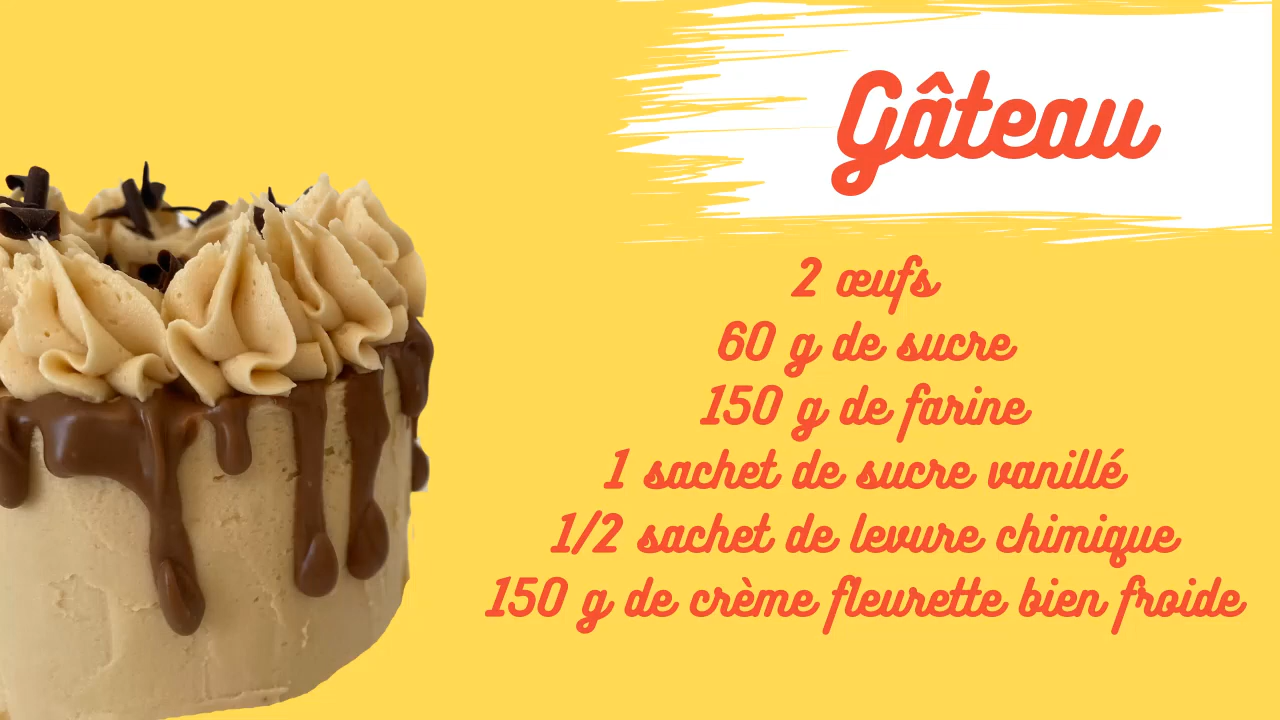 Gâteau
2 œufs
60 g de sucre
150 g de farine
1 sachet de sucre vanillé
1/2 sachet de levure chimique
150 g de crème fleurette bien froide